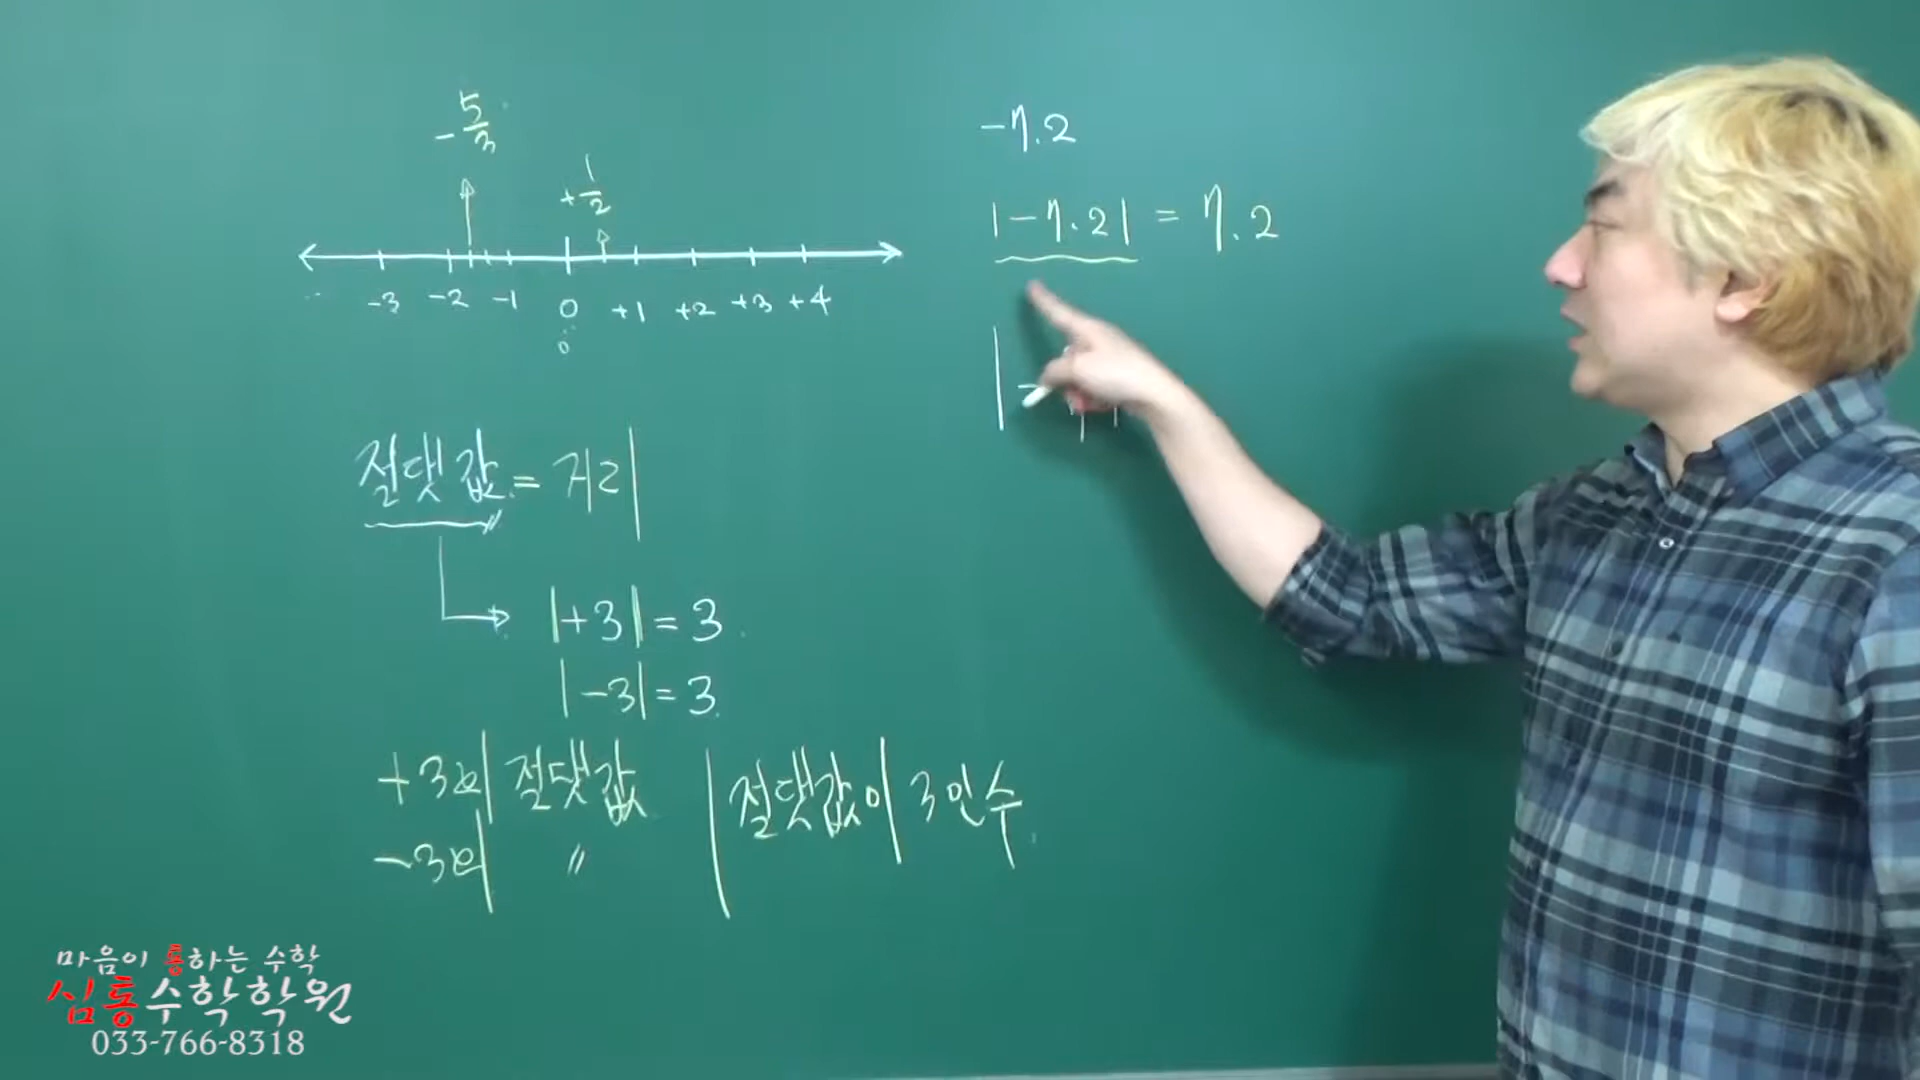 -5/3
+1/2
-3 -2 -1 0 +1 +2 +3 +4
0
절댓값 = 거리
|+3| = 3
|-3| = 3
+3의 절댓값
-3의 〃
절댓값이 3인 수
-7.2
|-7.2| = 7.2
마음이 통하는 수학
심통수학학원
033-766-8318